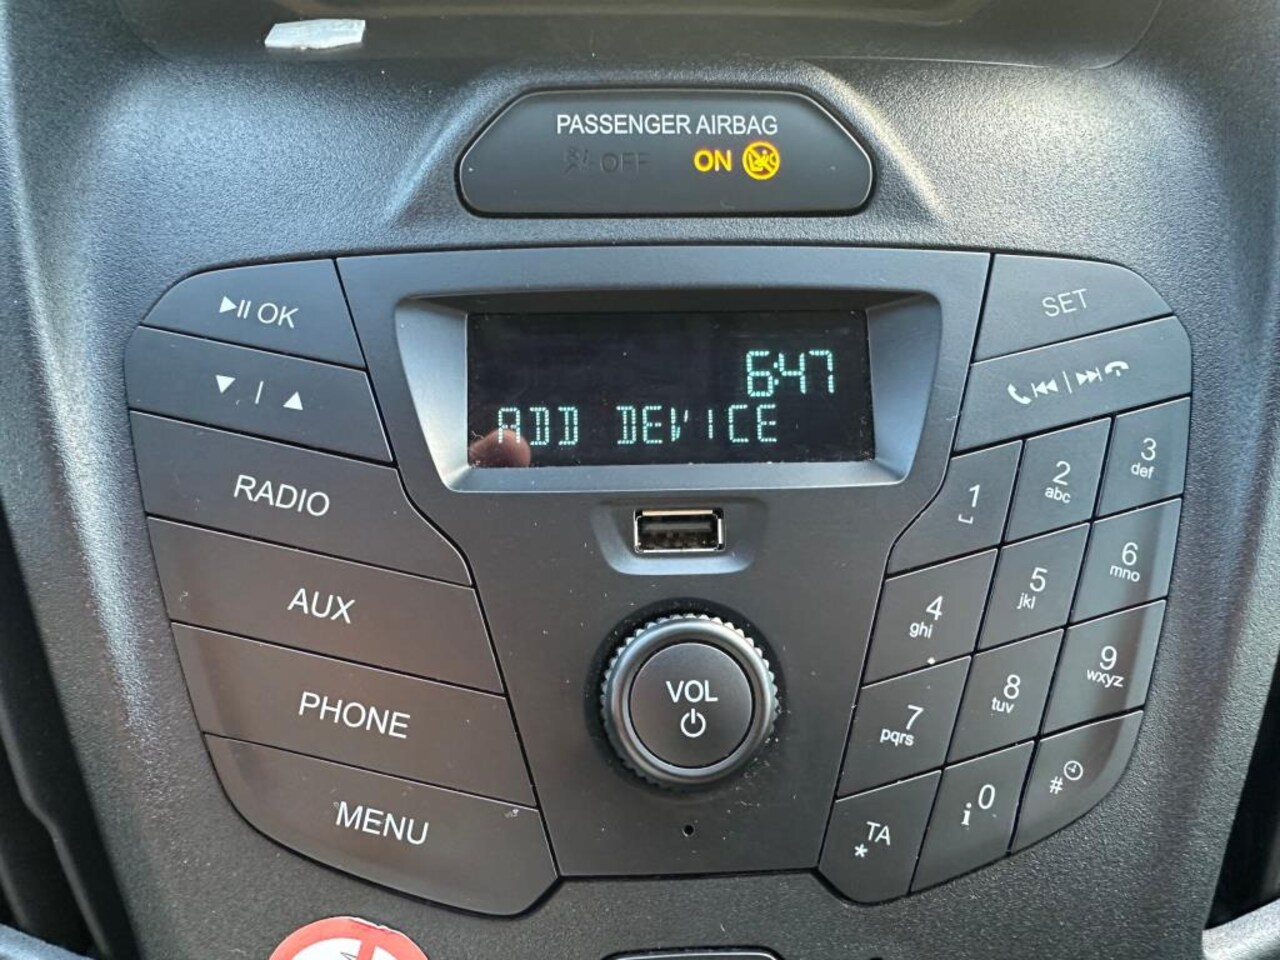 PASSENGER AIRBAG
OFF ON
OK
SET
6:47
ADD DEVICE
RADIO
AUX
PHONE
MENU
VOL
1
2
abc
3
def
4
ghi
5
jkl
6
mno
7
pqrs
8
tuv
9
wxyz
TA
*
i 0
#